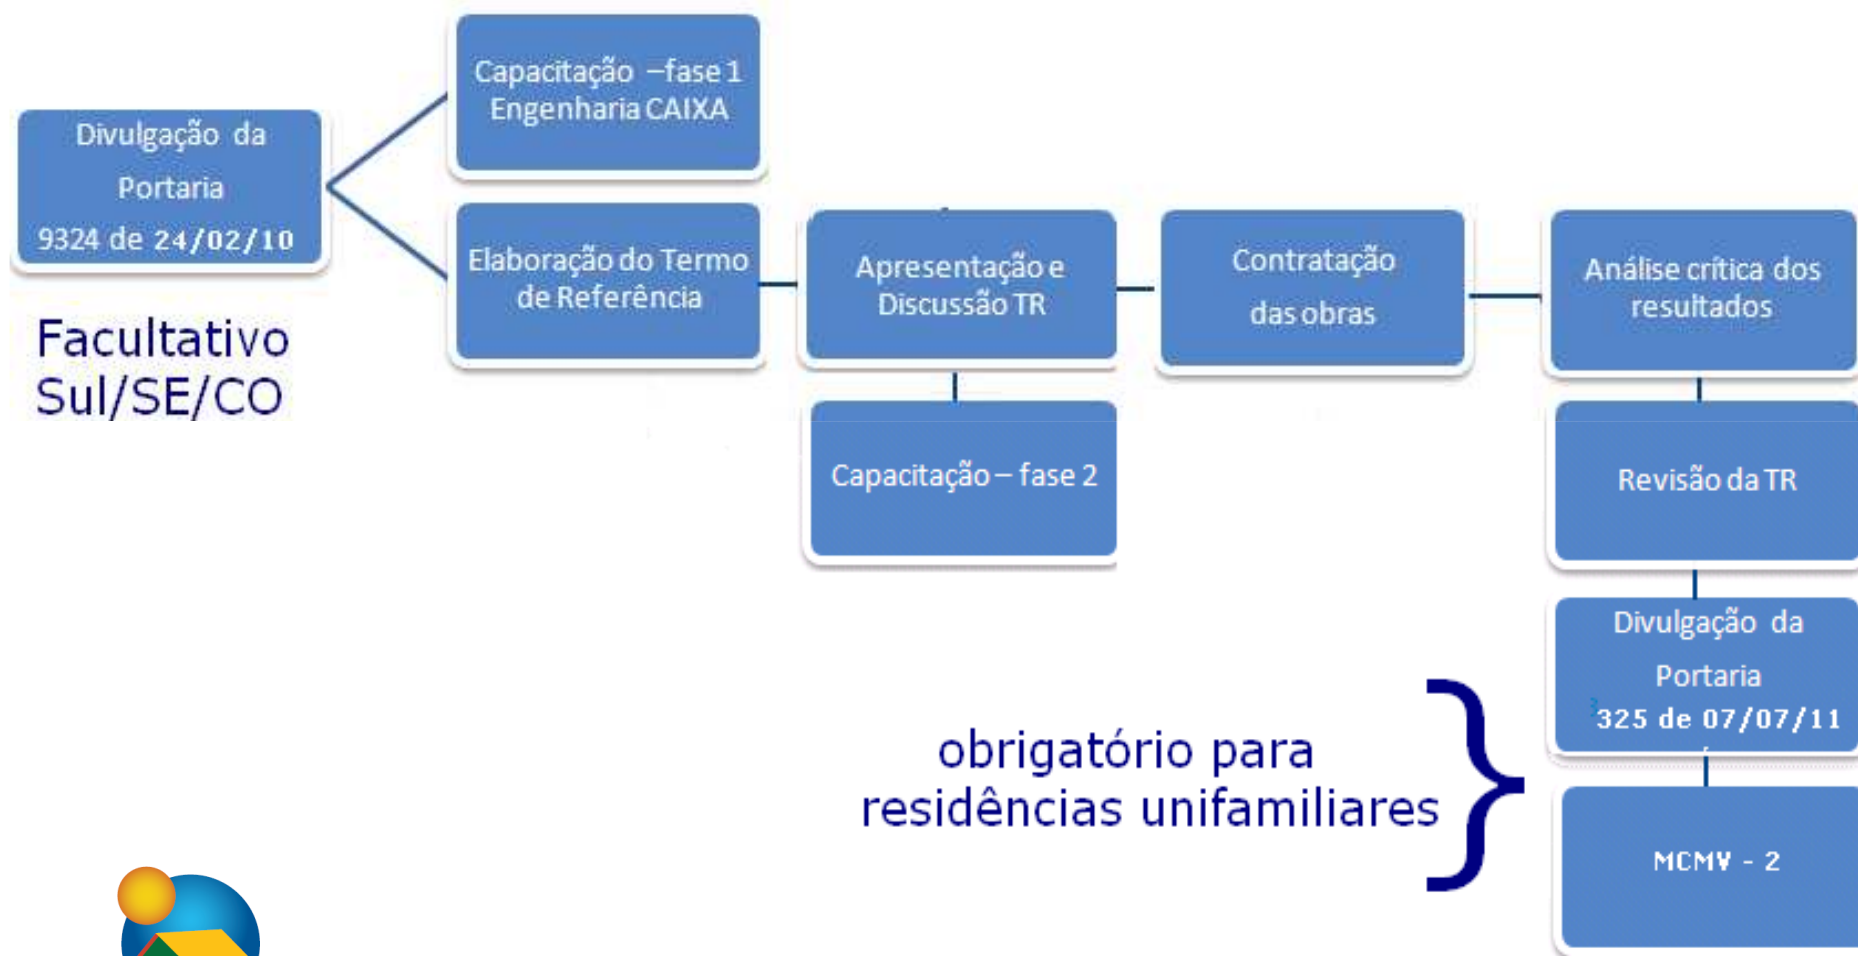 Divulgação da
Portaria
9324 de 24/02/10
Facultativo
Sul/SE/CO
Capacitação –fase 1
Engenharia CAIXA
Elaboração do Termo
de Referência
Apresentação e
Discussão TR
Capacitação – fase 2
Contratação
das obras
Análise crítica dos
resultados
Revisão da TR
Divulgação da
Portaria
325 de 07/07/11
obrigatório para
residências unifamiliares
MCMV - 2